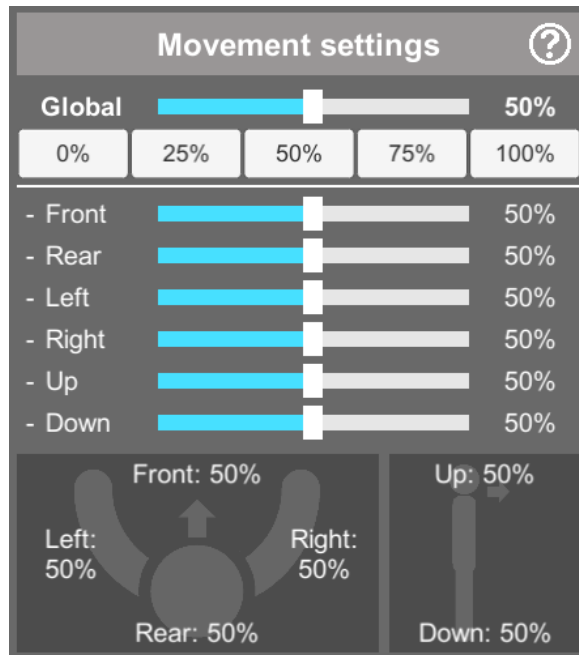 Movement settings ?
Global 50%
0% 25% 50% 75% 100%
- Front 50%
- Rear 50%
- Left 50%
- Right 50%
- Up 50%
- Down 50%
Front: 50%
Left:
50%
Right:
50%
Rear: 50%
Up: 50%
Down: 50%